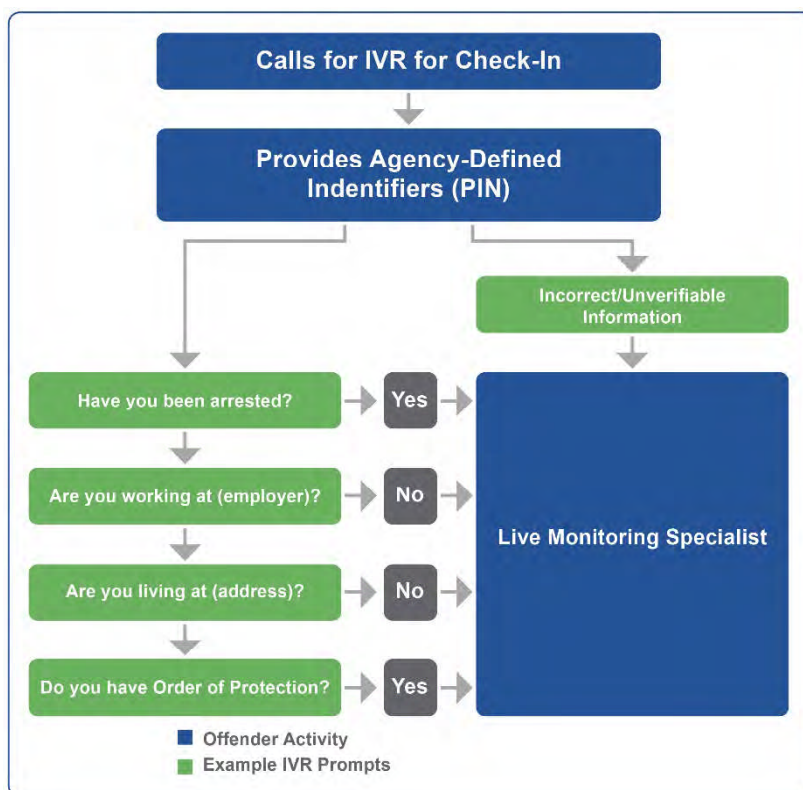 Calls for IVR for Check-In
Provides Agency-Defined
Indentifiers (PIN)
Incorrect/Unverifiable
Information
Have you been arrested?
Yes
Are you working at (employer)?
No
Live Monitoring Specialist
Are you living at (address)?
No
Do you have Order of Protection?
Yes
Offender Activity
Example IVR Prompts